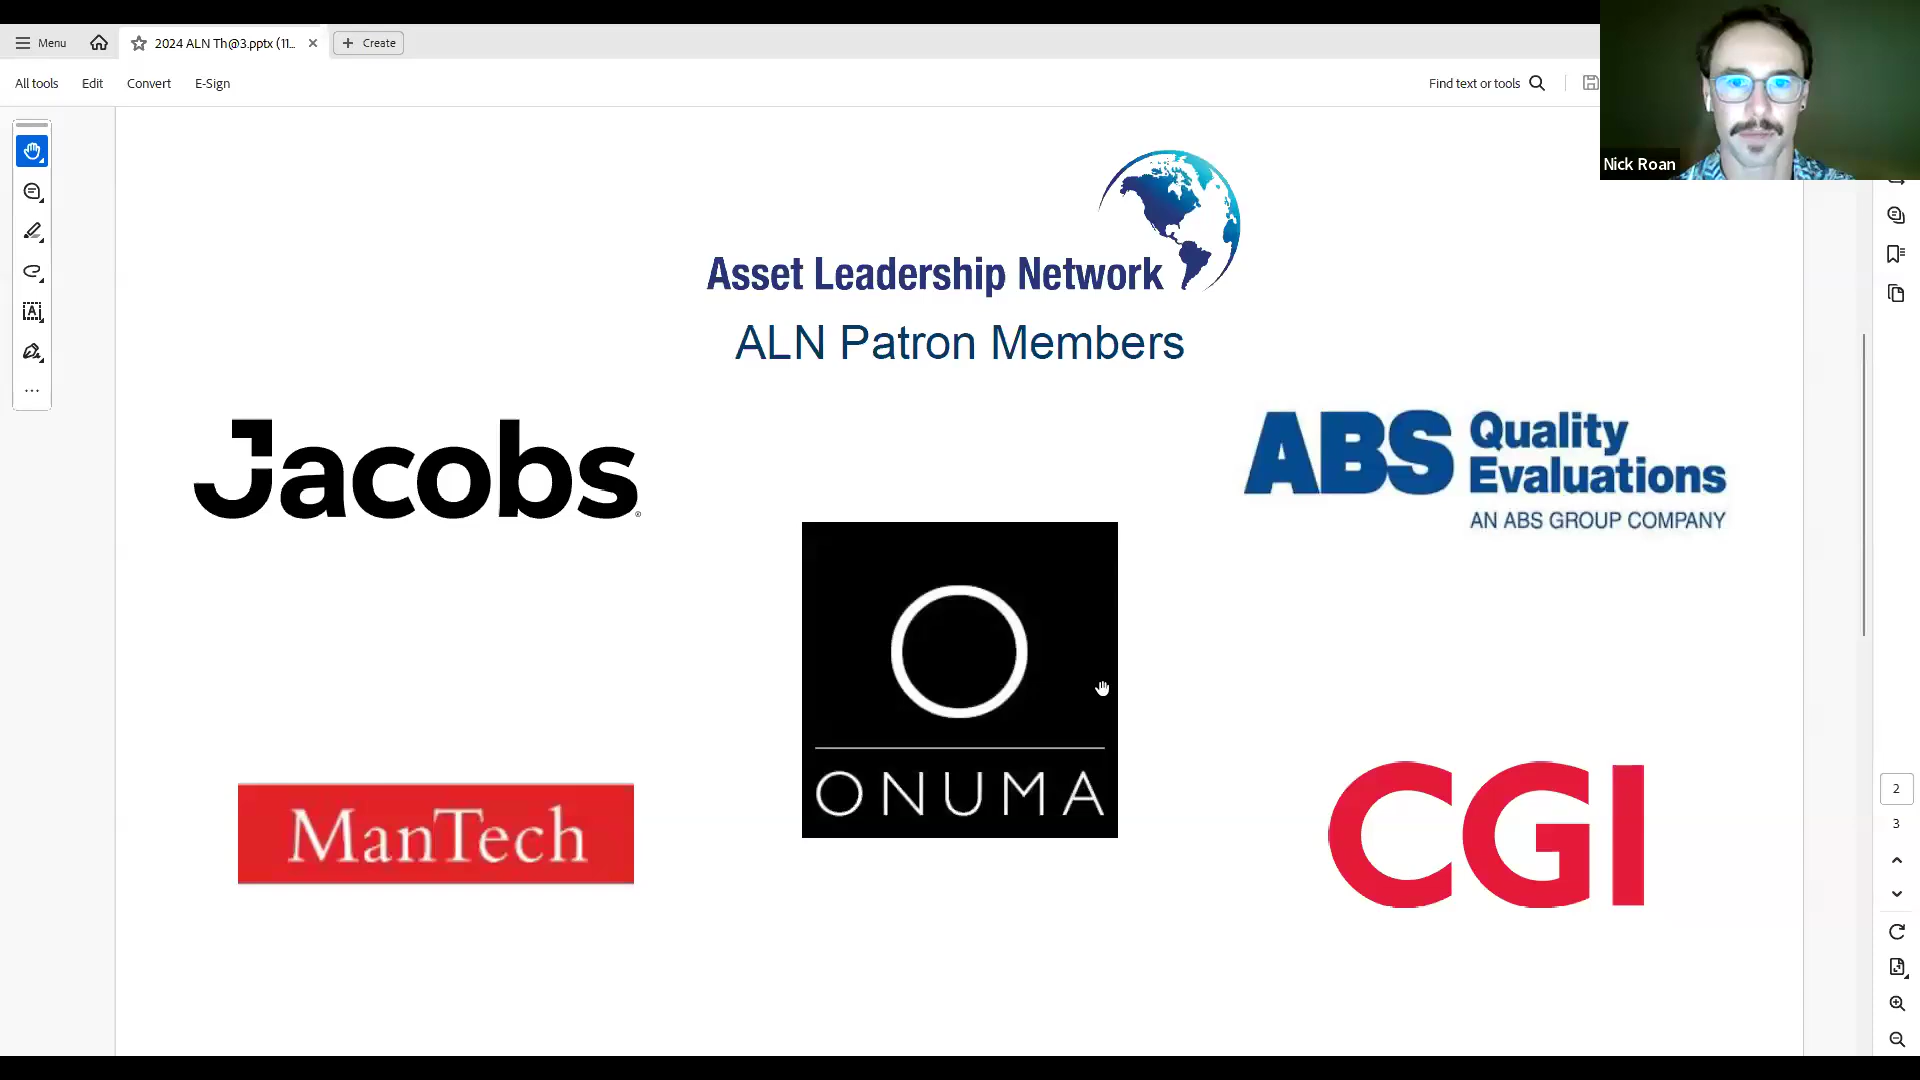 Menu
2024 ALN Th@3.pptx (11...
Create
All tools
Edit
Convert
E-Sign
Find text or tools
Nick Roan
Asset Leadership Network
ALN Patron Members
Jacobs
ABS Quality
Evaluations
AN ABS GROUP COMPANY
O
ONUMA
ManTech
CGI
2
3